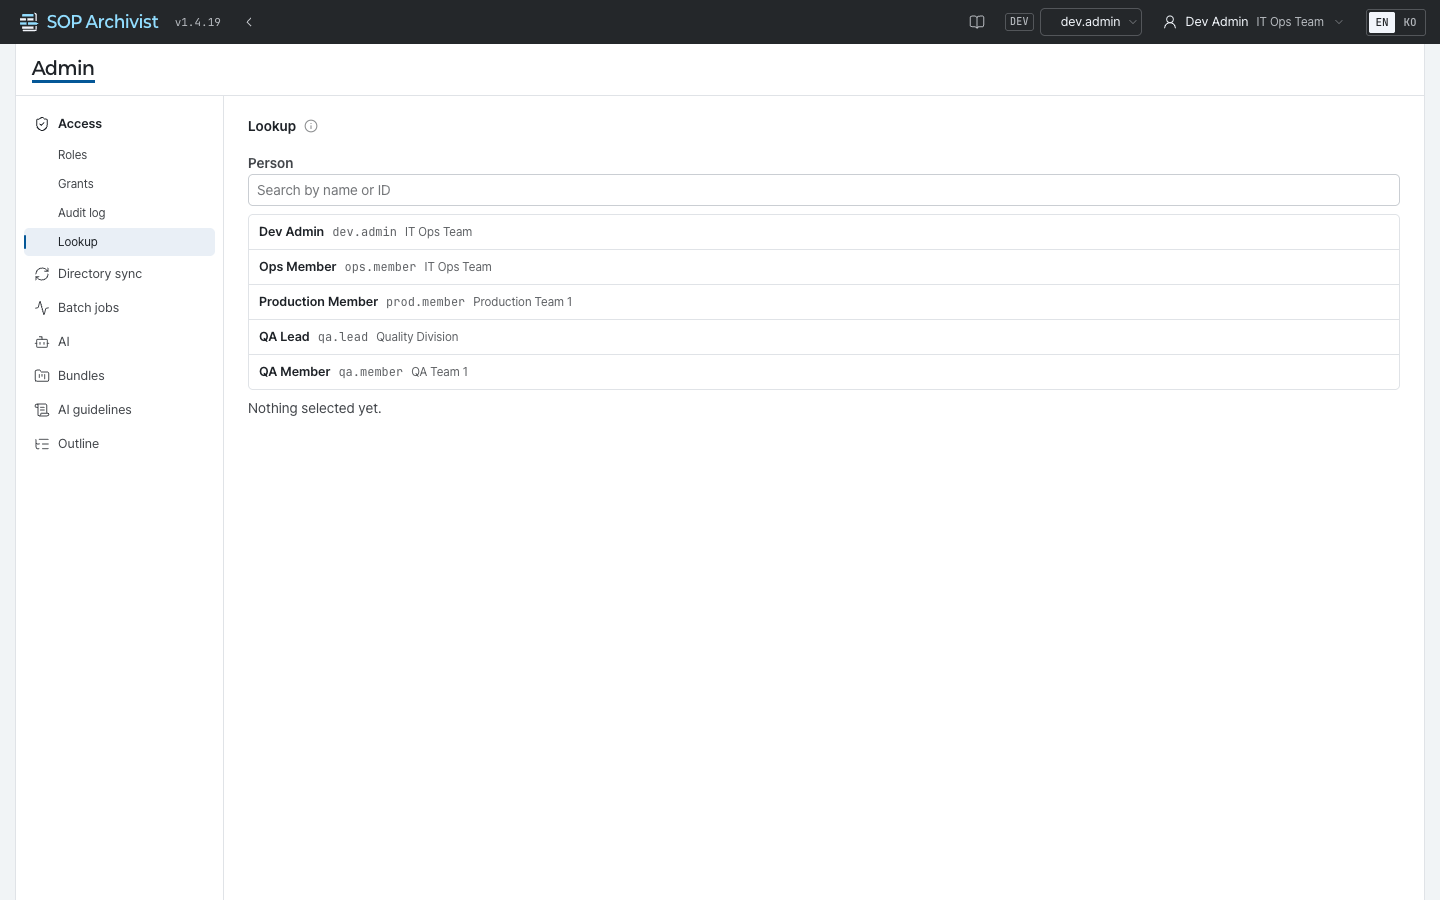 SOP Archivist v1.4.19 DEV dev.admin Dev Admin IT Ops Team EN KO
Admin
Access
Roles
Grants
Audit log
Lookup
Directory sync
Batch jobs
AI
Bundles
AI guidelines
Outline
Lookup
Person
Search by name or ID
Dev Admin dev.admin IT Ops Team
Ops Member ops.member IT Ops Team
Production Member prod.member Production Team 1
QA Lead qa.lead Quality Division
QA Member qa.member QA Team 1
Nothing selected yet.